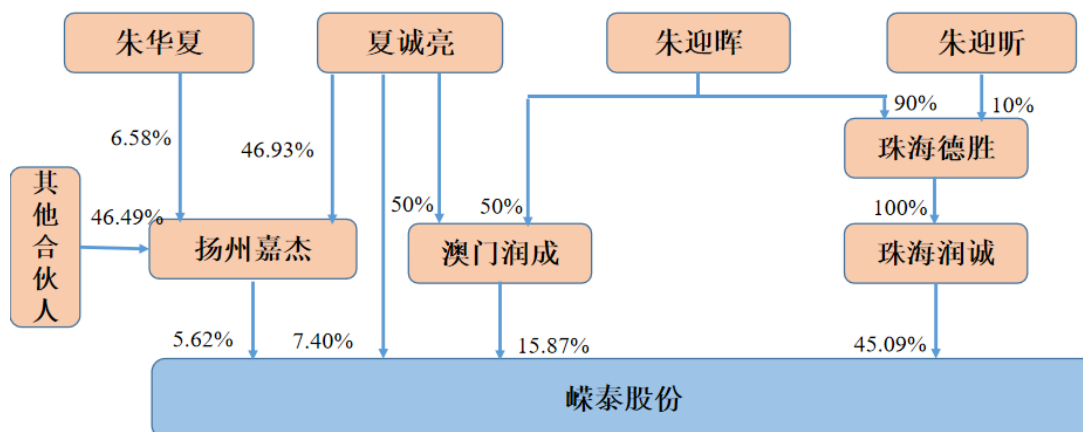 朱华夏
夏诚亮
朱迎晖
朱迎昕
90%
10%
6.58%
46.93%
珠海德胜
其他合伙人
46.49%
50%
50%
100%
扬州嘉杰
澳门润成
珠海润诚
5.62%
7.40%
15.87%
45.09%
嵘泰股份